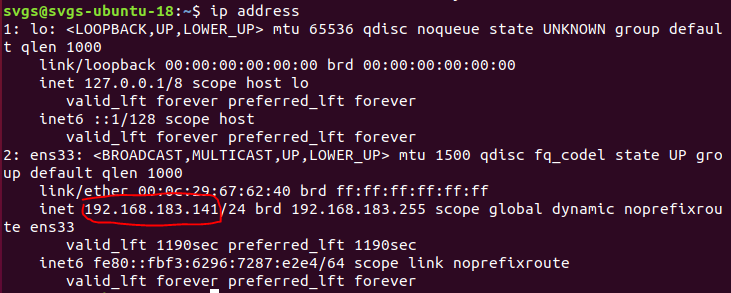 svgs@svgs-ubuntu-18:~$ ip address
1: lo: <LOOPBACK,UP,LOWER_UP> mtu 65536 qdisc noqueue state UNKNOWN group defaul
t qlen 1000
    link/loopback 00:00:00:00:00:00 brd 00:00:00:00:00:00
    inet 127.0.0.1/8 scope host lo
       valid_lft forever preferred_lft forever
    inet6 ::1/128 scope host
       valid_lft forever preferred_lft forever
2: ens33: <BROADCAST,MULTICAST,UP,LOWER_UP> mtu 1500 qdisc fq_codel state UP gro
up default qlen 1000
    link/ether 00:0c:29:67:62:40 brd ff:ff:ff:ff:ff:ff
    inet 192.168.183.141/24 brd 192.168.183.255 scope global dynamic noprefixrou
te ens33
       valid_lft 1190sec preferred_lft 1190sec
    inet6 fe80::fbf3:6296:7287:e2e4/64 scope link noprefixroute
       valid_lft forever preferred_lft forever